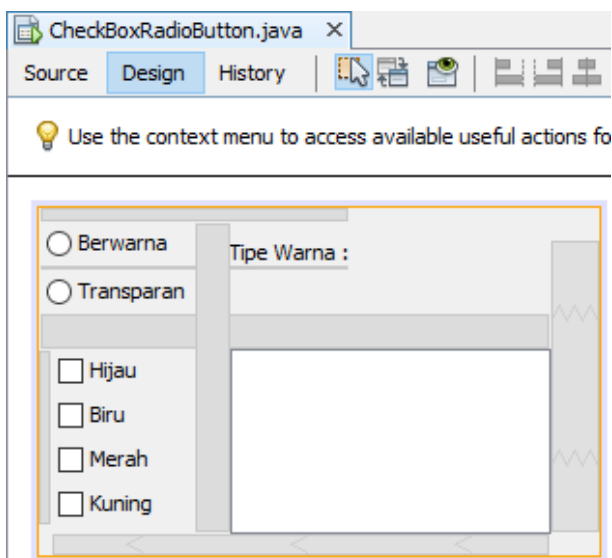 CheckBoxRadioButton.java
Source Design History
Use the context menu to access available useful actions fo
Berwarna
Tipe Warna :
Transparan
Hijau
Biru
Merah
Kuning